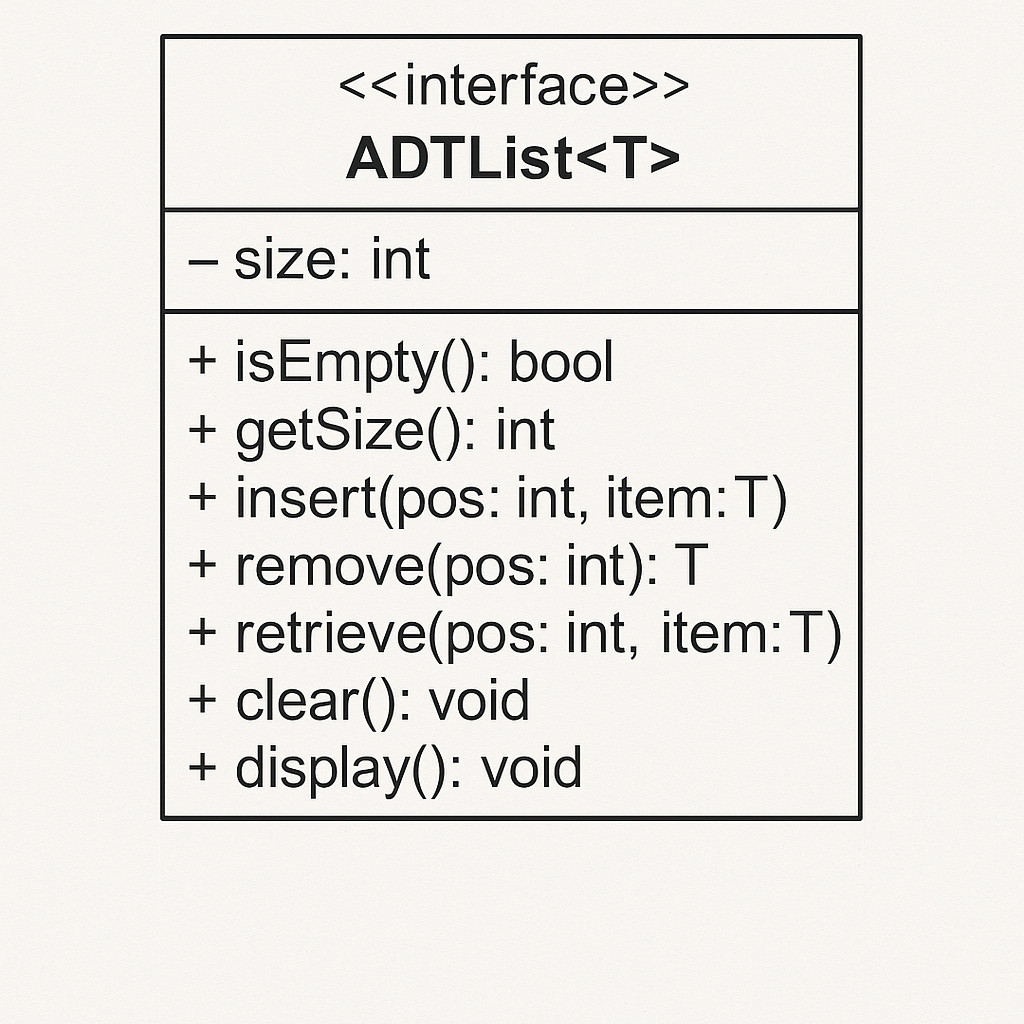 <<interface>>
ADTList<T>
– size: int
+ isEmpty(): bool
+ getSize(): int
+ insert(pos: int, item: T)
+ remove(pos: int): T
+ retrieve(pos: int, item: T)
+ clear(): void
+ display(): void